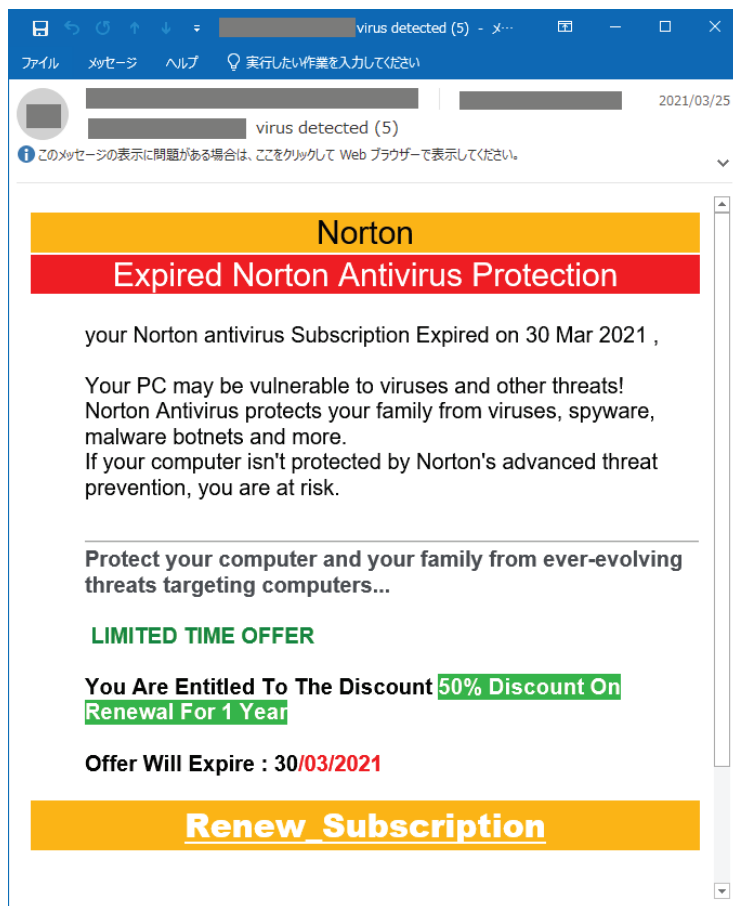 virus detected (5) - メ…
ファイル メッセージ ヘルプ 実行したい作業を入力してください
2021/03/25
virus detected (5)
このメッセージの表示に問題がある場合は、ここをクリックして Web ブラウザーで表示してください。
Norton
Expired Norton Antivirus Protection
your Norton antivirus Subscription Expired on 30 Mar 2021 ,
Your PC may be vulnerable to viruses and other threats!
Norton Antivirus protects your family from viruses, spyware,
malware botnets and more.
If your computer isn't protected by Norton's advanced threat
prevention, you are at risk.
Protect your computer and your family from ever-evolving
threats targeting computers...
LIMITED TIME OFFER
You Are Entitled To The Discount 50% Discount On
Renewal For 1 Year
Offer Will Expire : 30/03/2021
Renew_Subscription